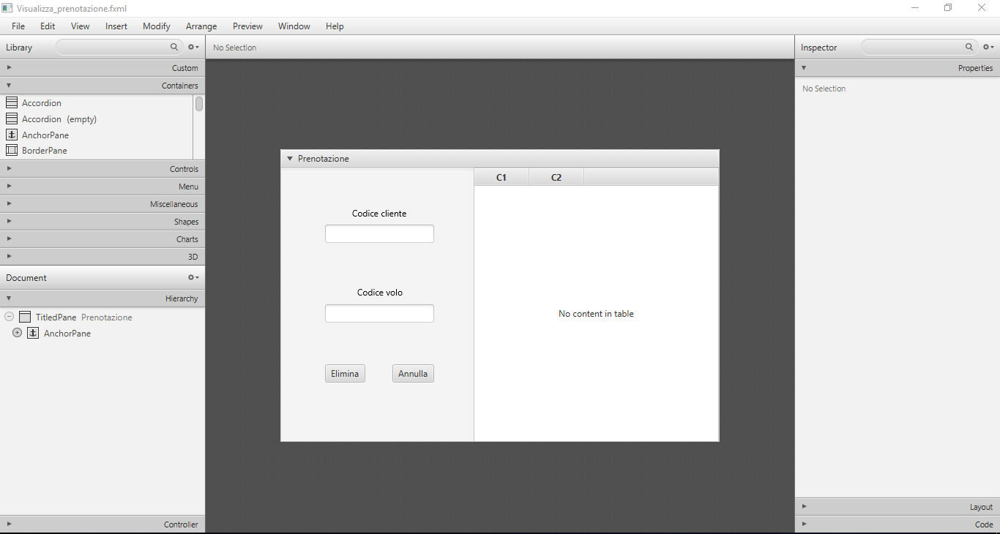 Visualizza_prenotazione.fxml
File Edit View Insert Modify Arrange Preview Window Help
Library
No Selection
Inspector
Custom
Containers
Accordion
Accordion (empty)
AnchorPane
BorderPane
Controls
Menu
Miscellaneous
Shapes
Charts
3D
Document
Hierarchy
TitledPane Prenotazione
AnchorPane
Controller
Prenotazione
Codice cliente
Codice volo
Elimina Annulla
C1 C2
No content in table
Properties
No Selection
Layout
Code